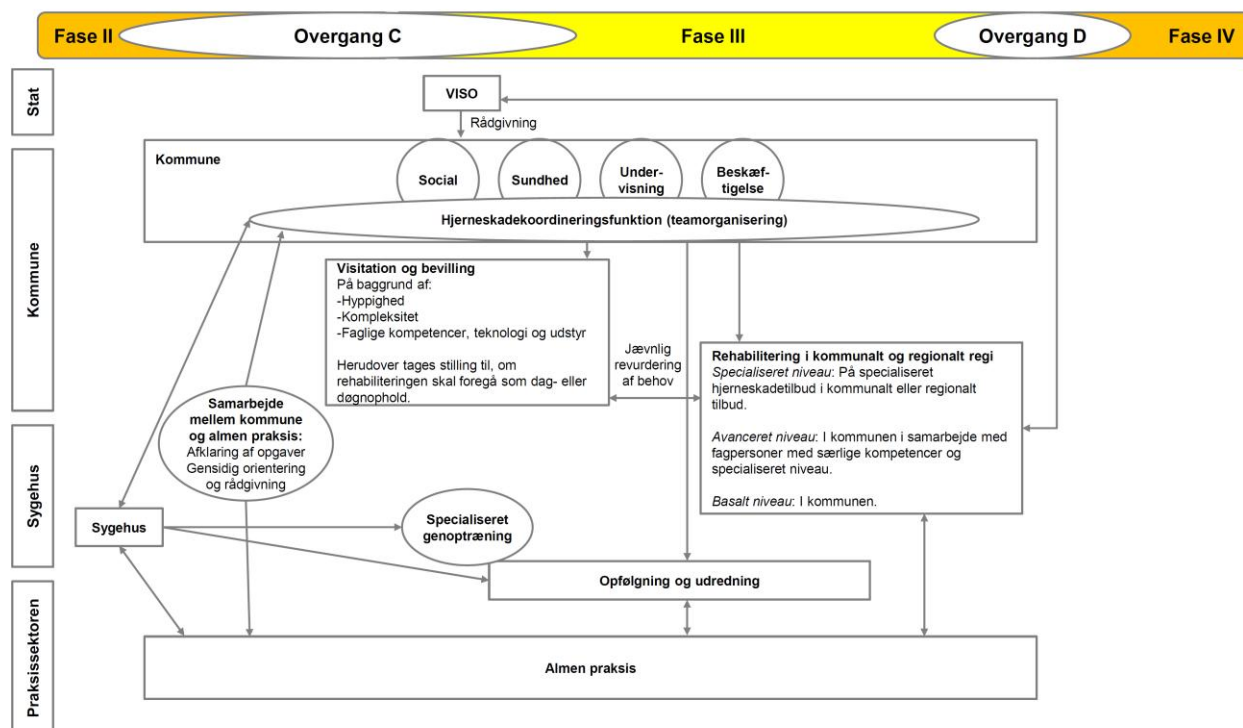 Fase II
Overgang C
Fase III
Overgang D
Fase IV
Stat
VISO
Rådgivning
Kommune
Kommune
Social
Sundhed
Under-
visning
Beskæf-
tigelse
Hjerneskadekoordineringsfunktion (teamorganisering)
Visitation og bevilling
På baggrund af:
-Hyppighed
-Kompleksitet
-Faglige kompetencer, teknologi og udstyr
Herudover tages stilling til, om
rehabiliteringen skal foregå som dag- eller
døgnophold.
Jævnlig
revurdering
af behov
Rehabilitering i kommunalt og regionalt regi
Specialiseret niveau: På specialiseret
hjerneskadetilbud i kommunalt eller regionalt
tilbud.
Avanceret niveau: I kommunen i samarbejde med
fagpersoner med særlige kompetencer og
specialiseret niveau.
Basalt niveau: I kommunen.
Samarbejde
mellem kommune
og almen praksis:
Afklaring af opgaver
Gensidig orientering
og rådgivning
Sygehus
Sygehus
Specialiseret
genoptræning
Opfølgning og udredning
Praksissektoren
Almen praksis